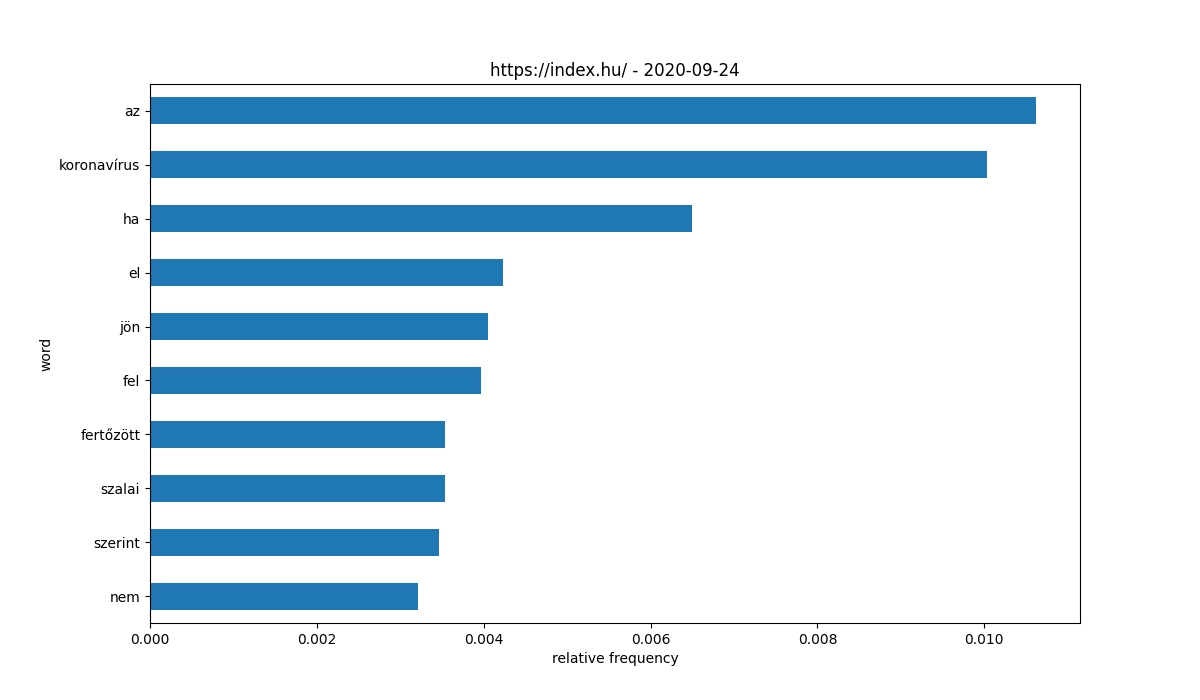 https://index.hu/ - 2020-09-24
az
koronavírus
ha
el
jön
fel
fertőzött
szalai
szerint
nem
word
0.000 0.002 0.004 0.006 0.008 0.010
relative frequency